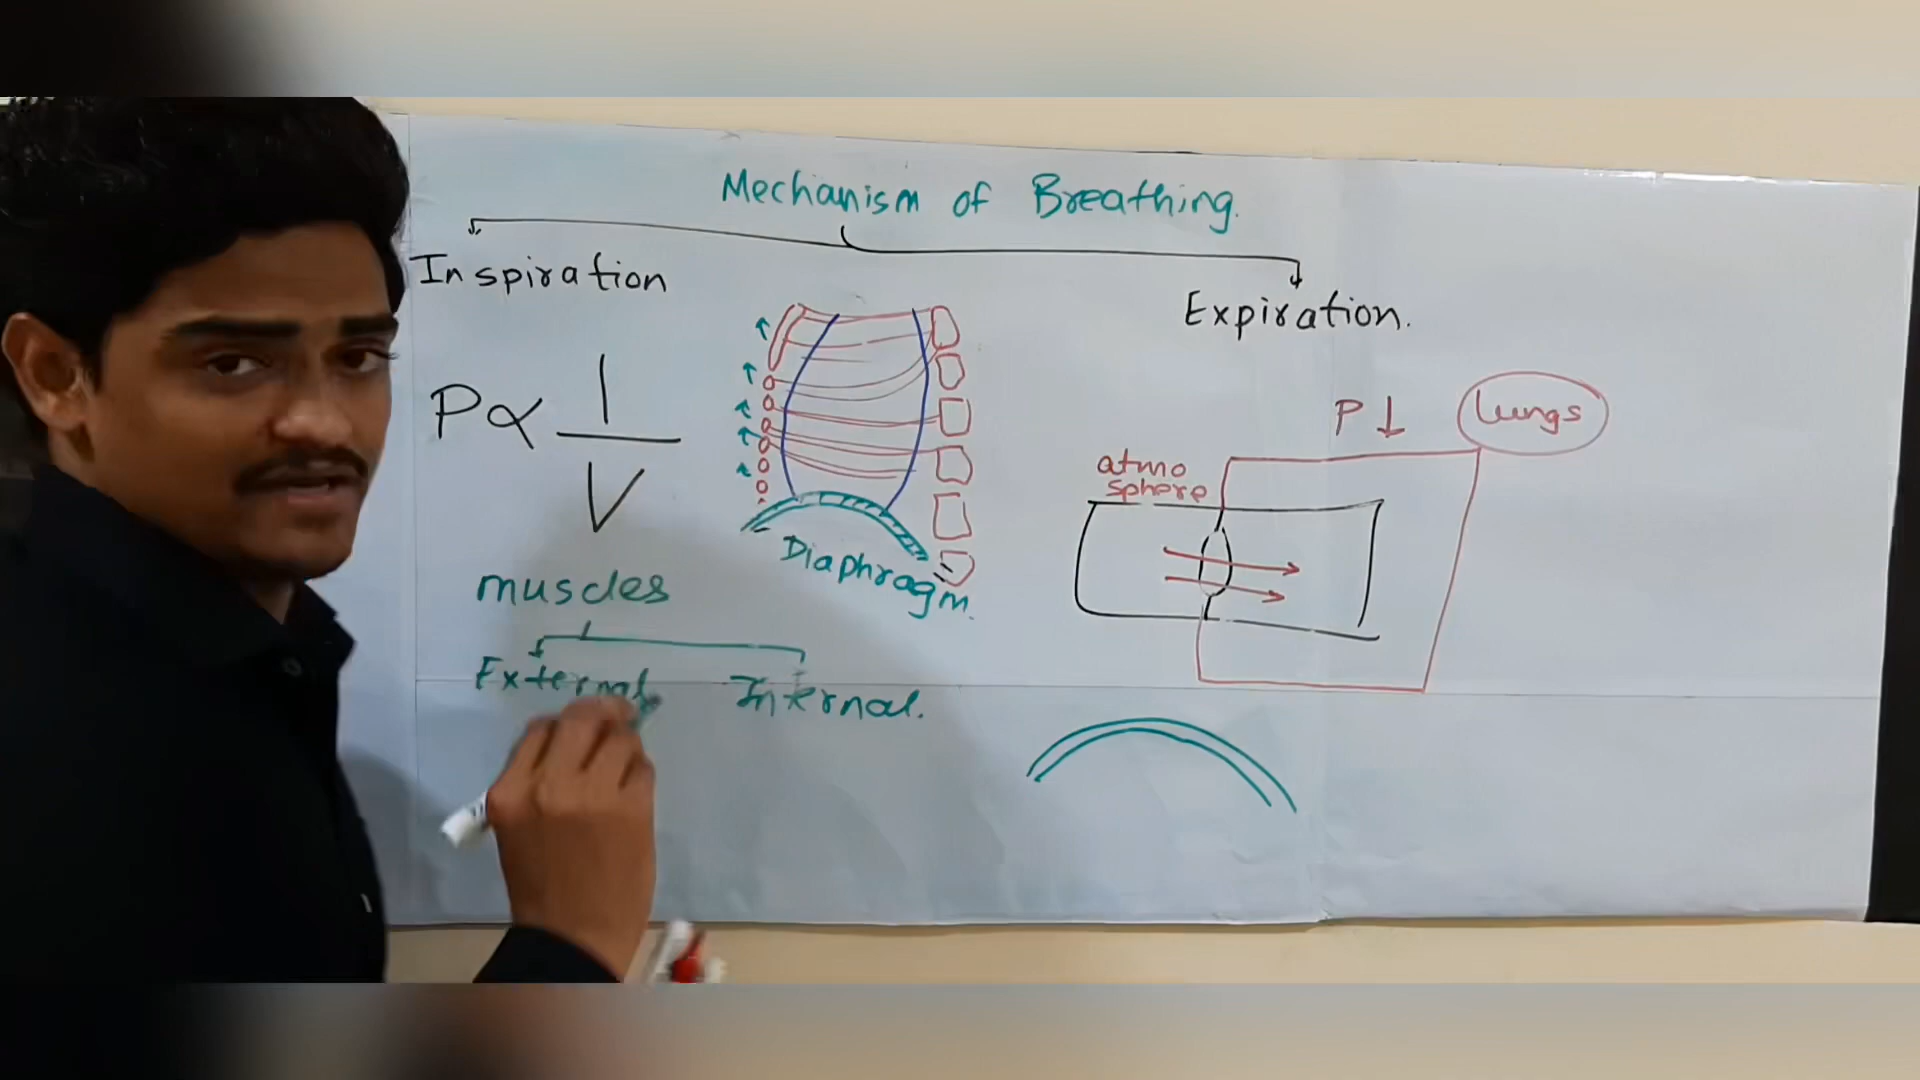 Mechanism of Breathing.
Inspiration
Expiration.
P∝ 1
V
P↓
Lungs
atmo
sphere
Diaphragm.
muscles
External
Internal.